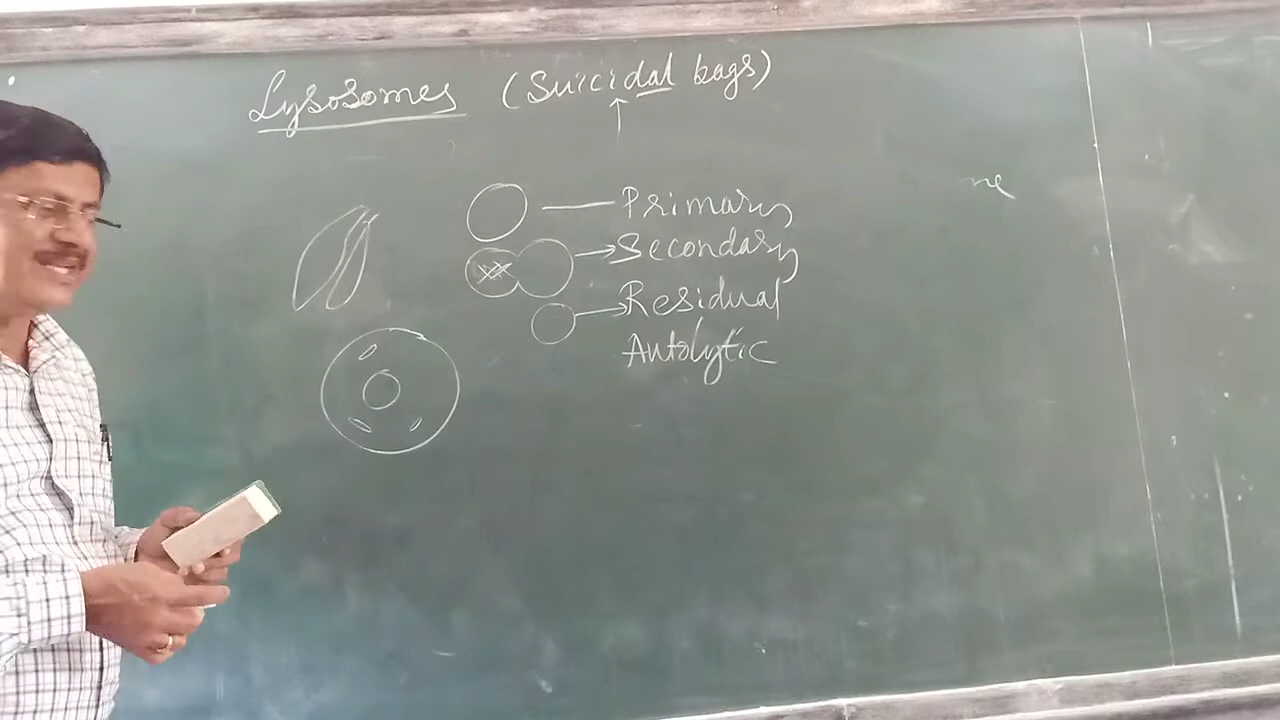 Lysosomes (Suicidal bags)
Primary
Secondary
Residual
Autolytic